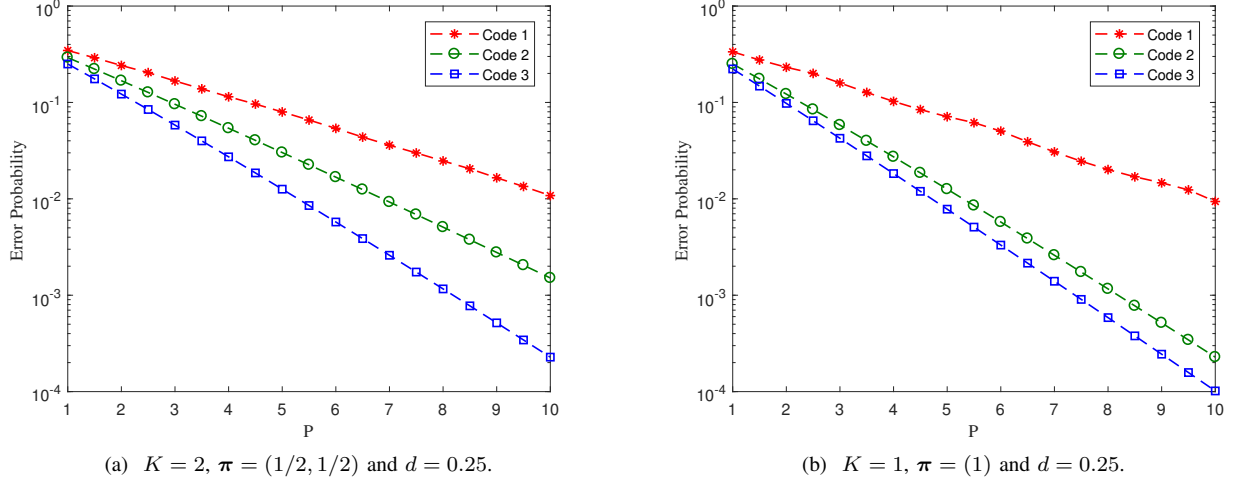 10^0
10^-1
10^-2
10^-3
10^-4
Error Probability
1 2 3 4 5 6 7 8 9 10
P
Code 1
Code 2
Code 3
(a) K = 2, π = (1/2, 1/2) and d = 0.25.
10^0
10^-1
10^-2
10^-3
10^-4
Error Probability
1 2 3 4 5 6 7 8 9 10
P
Code 1
Code 2
Code 3
(b) K = 1, π = (1) and d = 0.25.